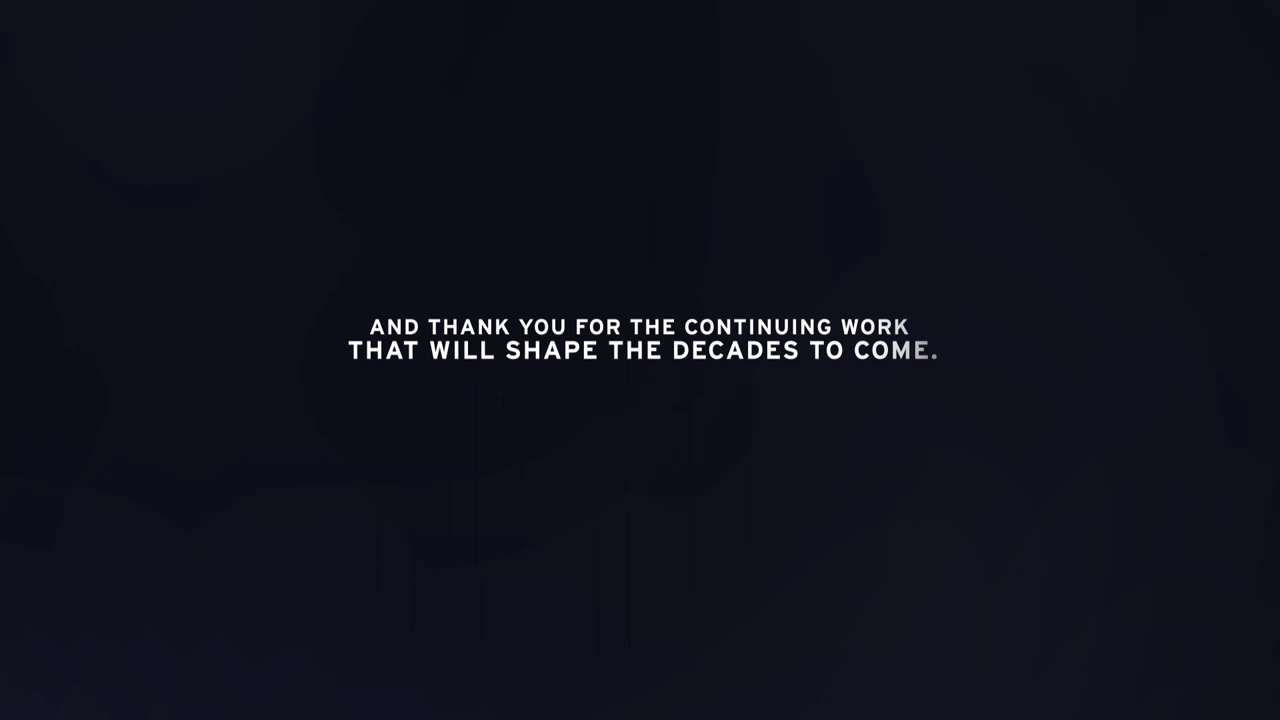 AND THANK YOU FOR THE CONTINUING WORK
THAT WILL SHAPE THE DECADES TO COME.